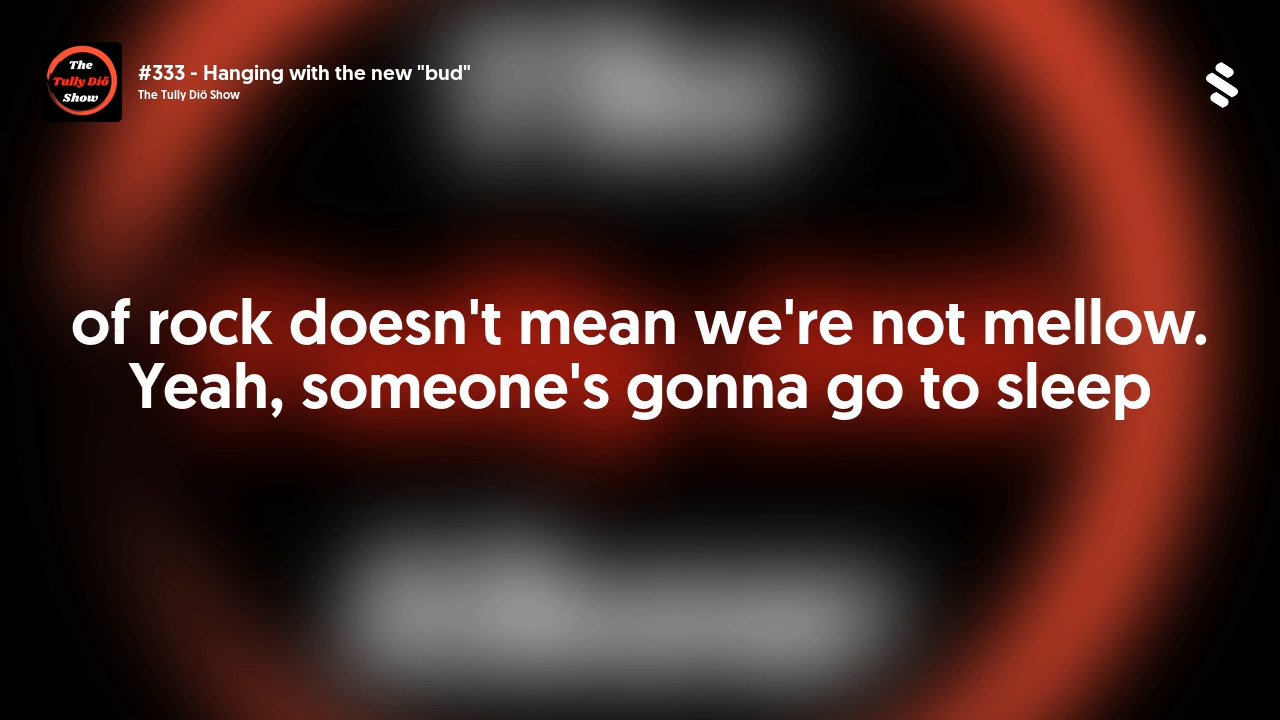 The
Tully Diö
Show
#333 - Hanging with the new "bud"
The Tully Diö Show
of rock doesn't mean we're not mellow.
Yeah, someone's gonna go to sleep